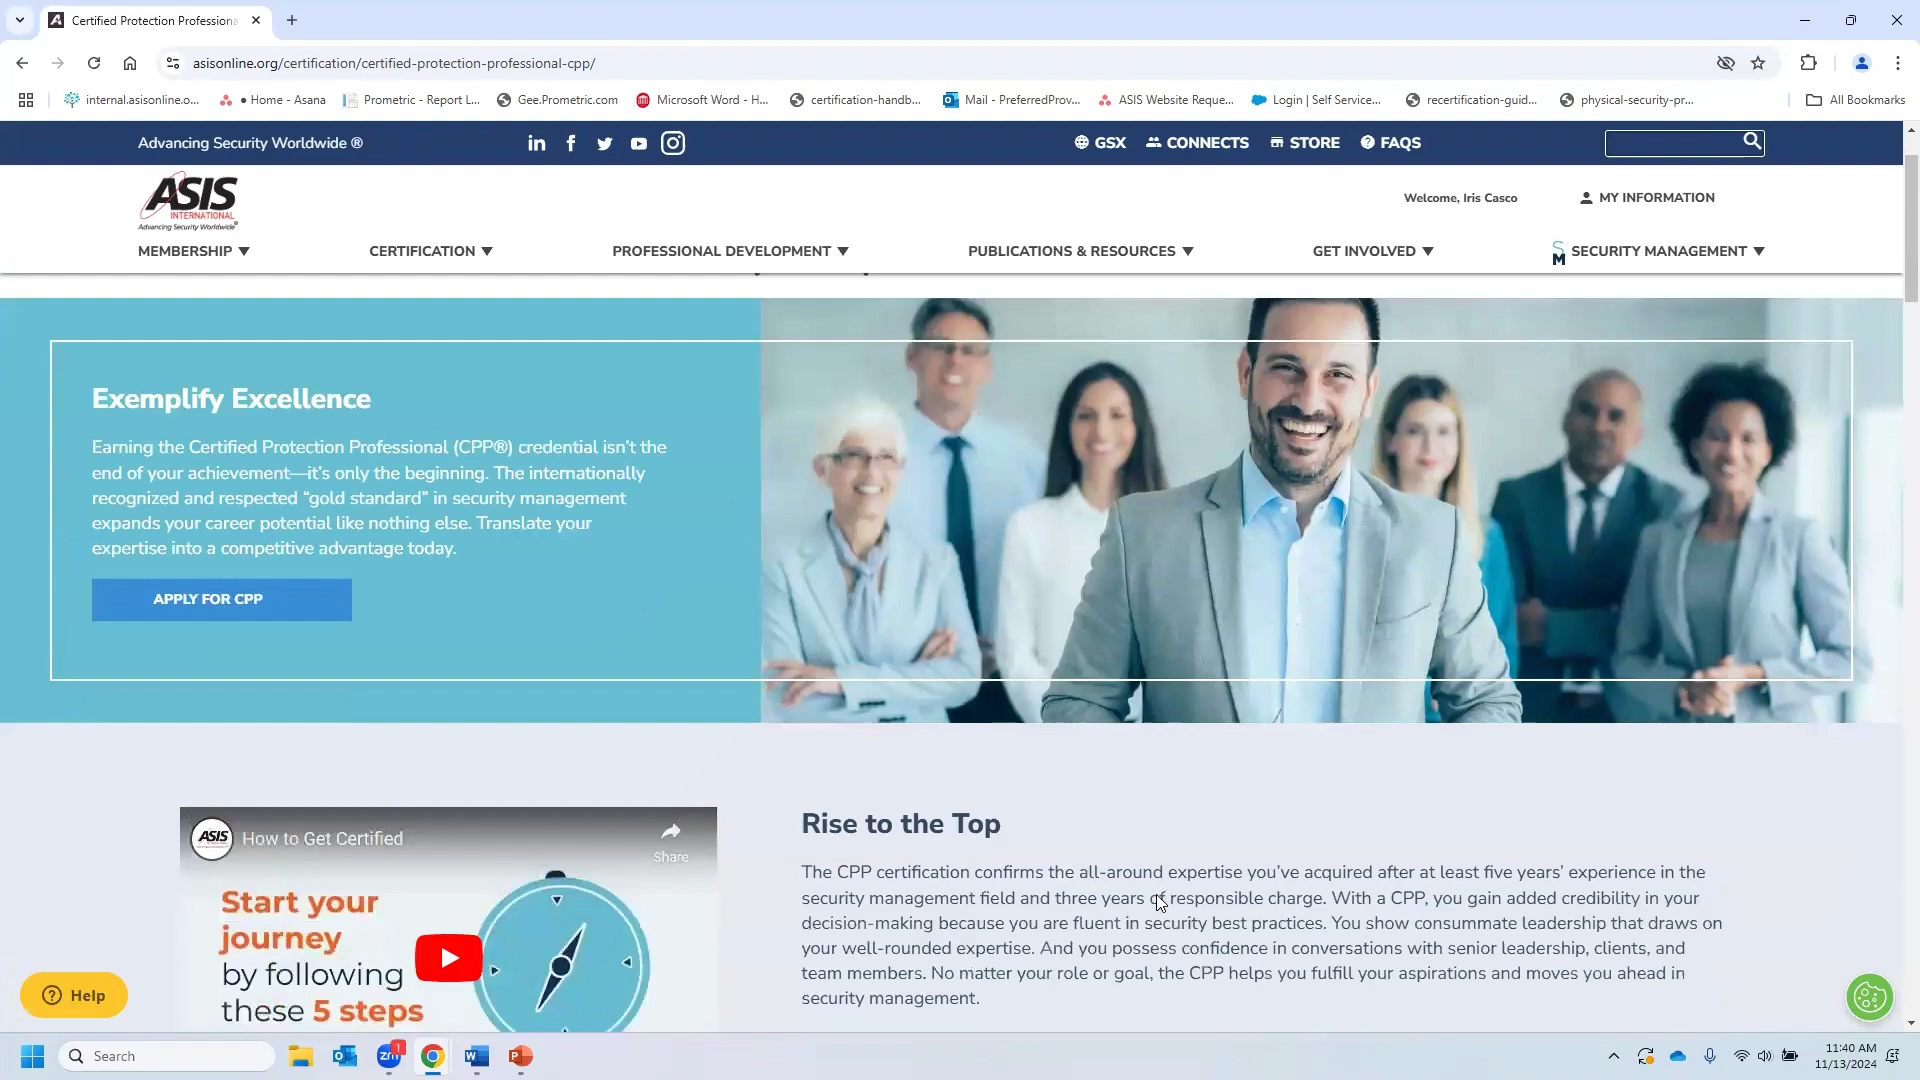 Certified Protection Professiona
asisonline.org/certification/certified-protection-professional-cpp/
internal.asisonline.o...
• Home - Asana
Prometric - Report L...
Gee.Prometric.com
Microsoft Word - H...
certification-handb...
Mail - PreferredProv...
ASIS Website Reque...
Login | Self Service...
recertification-guid...
physical-security-pr...
All Bookmarks
Advancing Security Worldwide ®
GSX
CONNECTS
STORE
FAQS
ASIS
INTERNATIONAL
Advancing Security Worldwide®
Welcome, Iris Casco
MY INFORMATION
MEMBERSHIP
CERTIFICATION
PROFESSIONAL DEVELOPMENT
PUBLICATIONS & RESOURCES
GET INVOLVED
SM
SECURITY MANAGEMENT
Exemplify Excellence
Earning the Certified Protection Professional (CPP®) credential isn't the
end of your achievement—it's only the beginning. The internationally
recognized and respected “gold standard” in security management
expands your career potential like nothing else. Translate your
expertise into a competitive advantage today.
APPLY FOR CPP
ASIS
How to Get Certified
Share
Start your
journey
by following
these 5 steps
Rise to the Top
The CPP certification confirms the all-around expertise you've acquired after at least five years' experience in the
security management field and three years of responsible charge. With a CPP, you gain added credibility in your
decision-making because you are fluent in security best practices. You show consummate leadership that draws on
your well-rounded expertise. And you possess confidence in conversations with senior leadership, clients, and
team members. No matter your role or goal, the CPP helps you fulfill your aspirations and moves you ahead in
security management.
Help
Search
zm
1
11:40 AM
11/13/2024